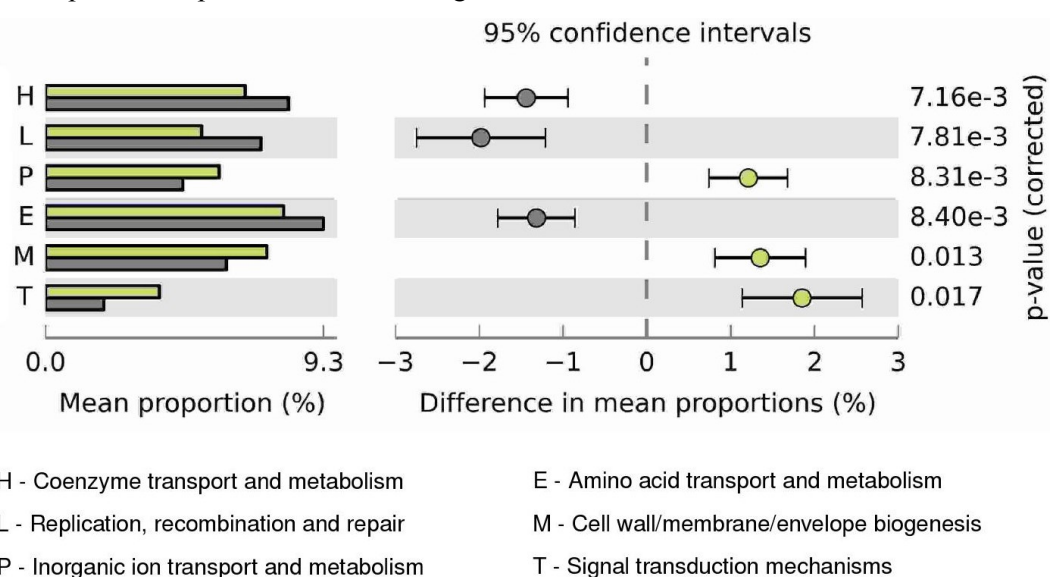 95% confidence intervals
H 7.16e-3
L 7.81e-3
P 8.31e-3
E 8.40e-3
M 0.013
T 0.017
p-value (corrected)
0.0 9.3 −3 −2 −1 0 1 2 3
Mean proportion (%) Difference in mean proportions (%)
H - Coenzyme transport and metabolism E - Amino acid transport and metabolism
L - Replication, recombination and repair M - Cell wall/membrane/envelope biogenesis
P - Inorganic ion transport and metabolism T - Signal transduction mechanisms